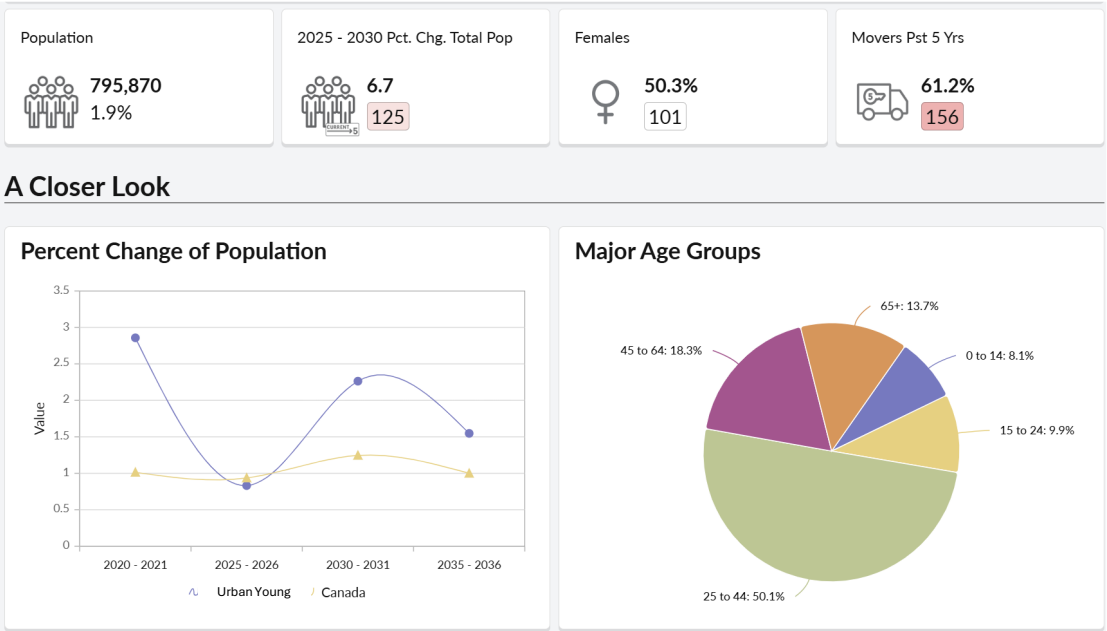 Population
795,870
1.9%
2025 - 2030 Pct. Chg. Total Pop
CURRENT
5
6.7
125
Females
50.3%
101
Movers Pst 5 Yrs
5
61.2%
156
A Closer Look
Percent Change of Population
3.5
3
2.5
2
1.5
1
0.5
0
Value
2020 - 2021
2025 - 2026
2030 - 2031
2035 - 2036
Urban Young
Canada
Major Age Groups
65+: 13.7%
45 to 64: 18.3%
0 to 14: 8.1%
15 to 24: 9.9%
25 to 44: 50.1%